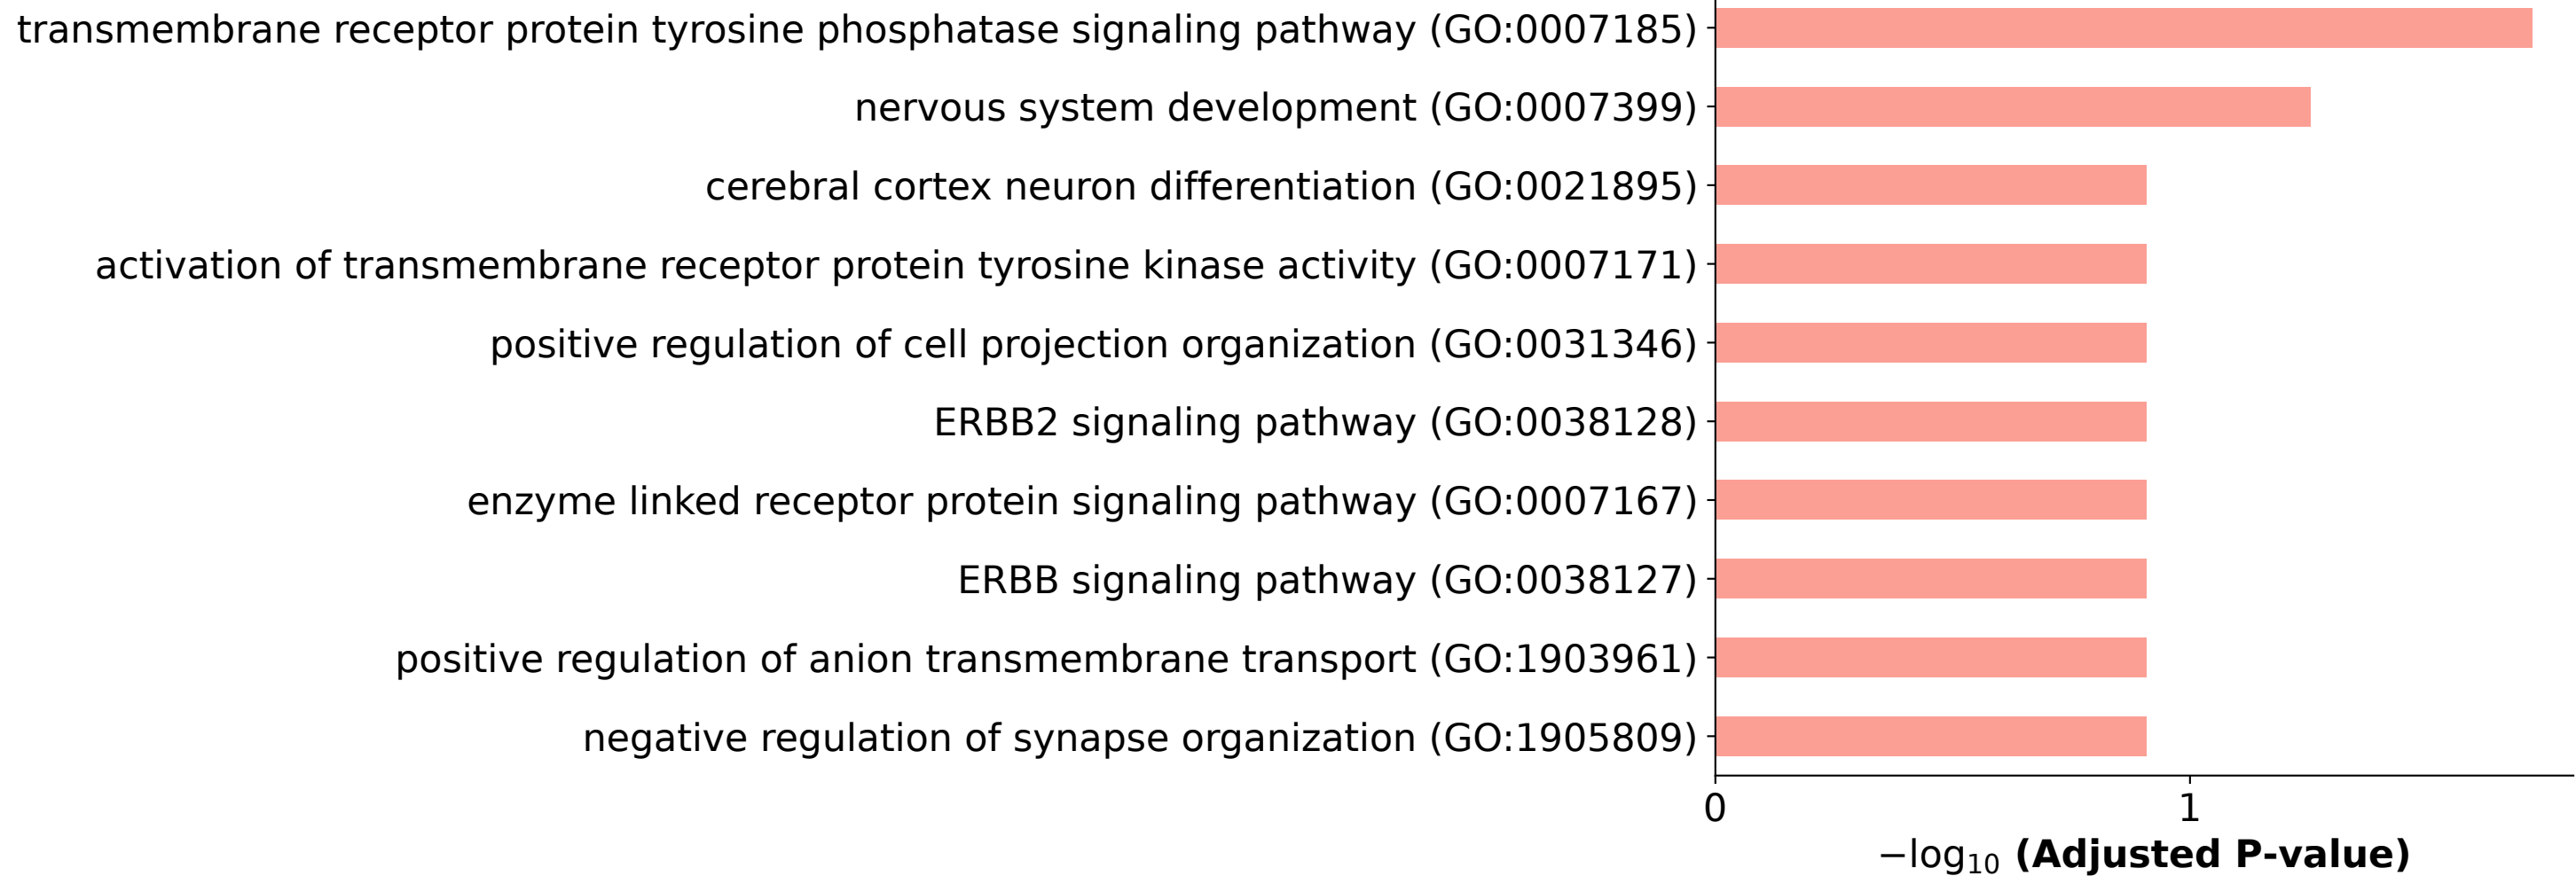 transmembrane receptor protein tyrosine phosphatase signaling pathway (GO:0007185)
nervous system development (GO:0007399)
cerebral cortex neuron differentiation (GO:0021895)
activation of transmembrane receptor protein tyrosine kinase activity (GO:0007171)
positive regulation of cell projection organization (GO:0031346)
ERBB2 signaling pathway (GO:0038128)
enzyme linked receptor protein signaling pathway (GO:0007167)
ERBB signaling pathway (GO:0038127)
positive regulation of anion transmembrane transport (GO:1903961)
negative regulation of synapse organization (GO:1905809)
0 1
−log₁₀ (Adjusted P-value)